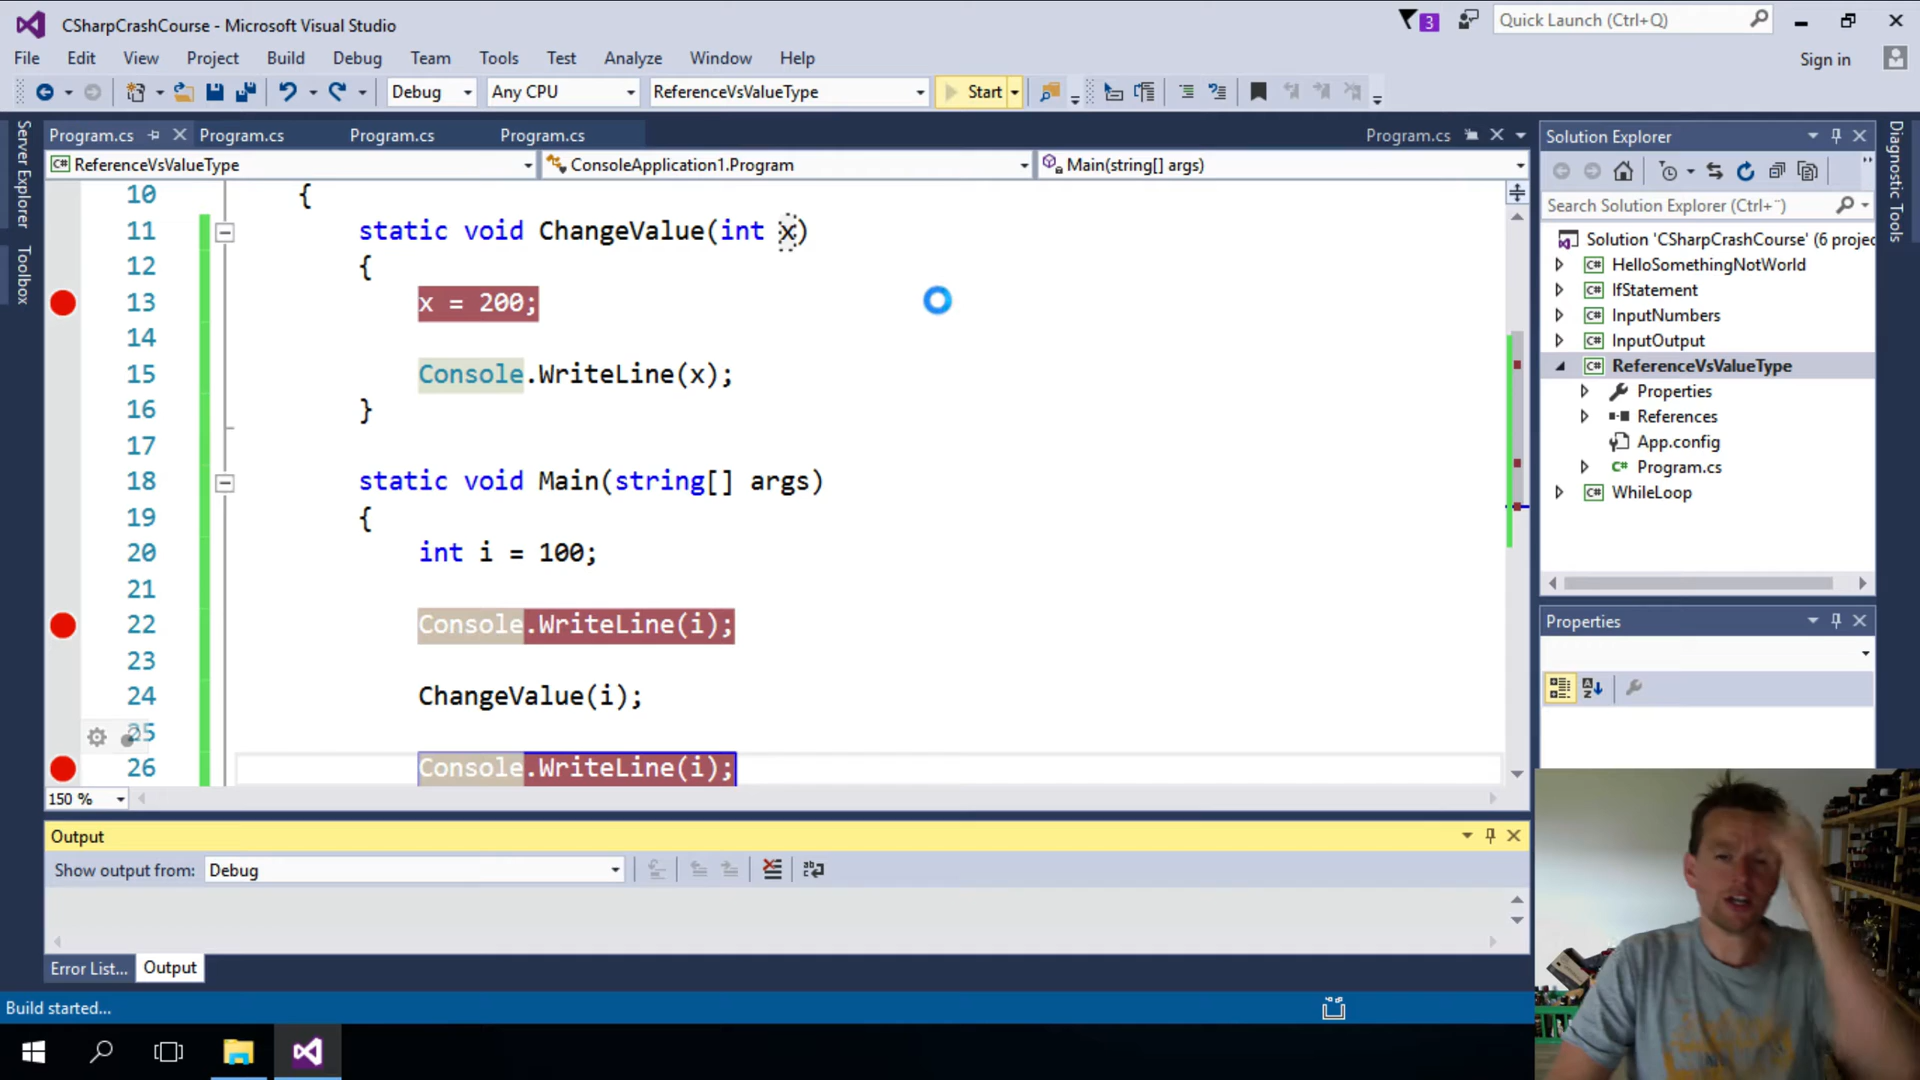 CSharpCrashCourse - Microsoft Visual Studio
3
Quick Launch (Ctrl+Q)
File Edit View Project Build Debug Team Tools Test Analyze Window Help
Sign in
Debug Any CPU ReferenceVsValueType Start
Server Explorer
Toolbox
Program.cs Program.cs Program.cs Program.cs Program.cs
ReferenceVsValueType ConsoleApplication1.Program Main(string[] args)
10 {
11 static void ChangeValue(int x)
12 {
13 x = 200;
14
15 Console.WriteLine(x);
16 }
17
18 static void Main(string[] args)
19 {
20 int i = 100;
21
22 Console.WriteLine(i);
23
24 ChangeValue(i);
25
26 Console.WriteLine(i);
150 %
Output
Show output from: Debug
Error List... Output
Build started...
Solution Explorer
Search Solution Explorer (Ctrl+¨)
Solution 'CSharpCrashCourse' (6 projec
C# HelloSomethingNotWorld
C# IfStatement
C# InputNumbers
C# InputOutput
C# ReferenceVsValueType
Properties
References
App.config
C# Program.cs
C# WhileLoop
Properties
Diagnostic Tools